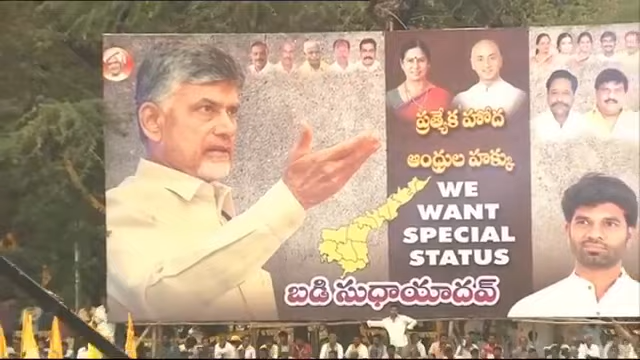 ప్రత్యేక హోదా
ఆంధ్రుల హక్కు
WE
WANT
SPECIAL
STATUS
బడి సుధాయాదవ్